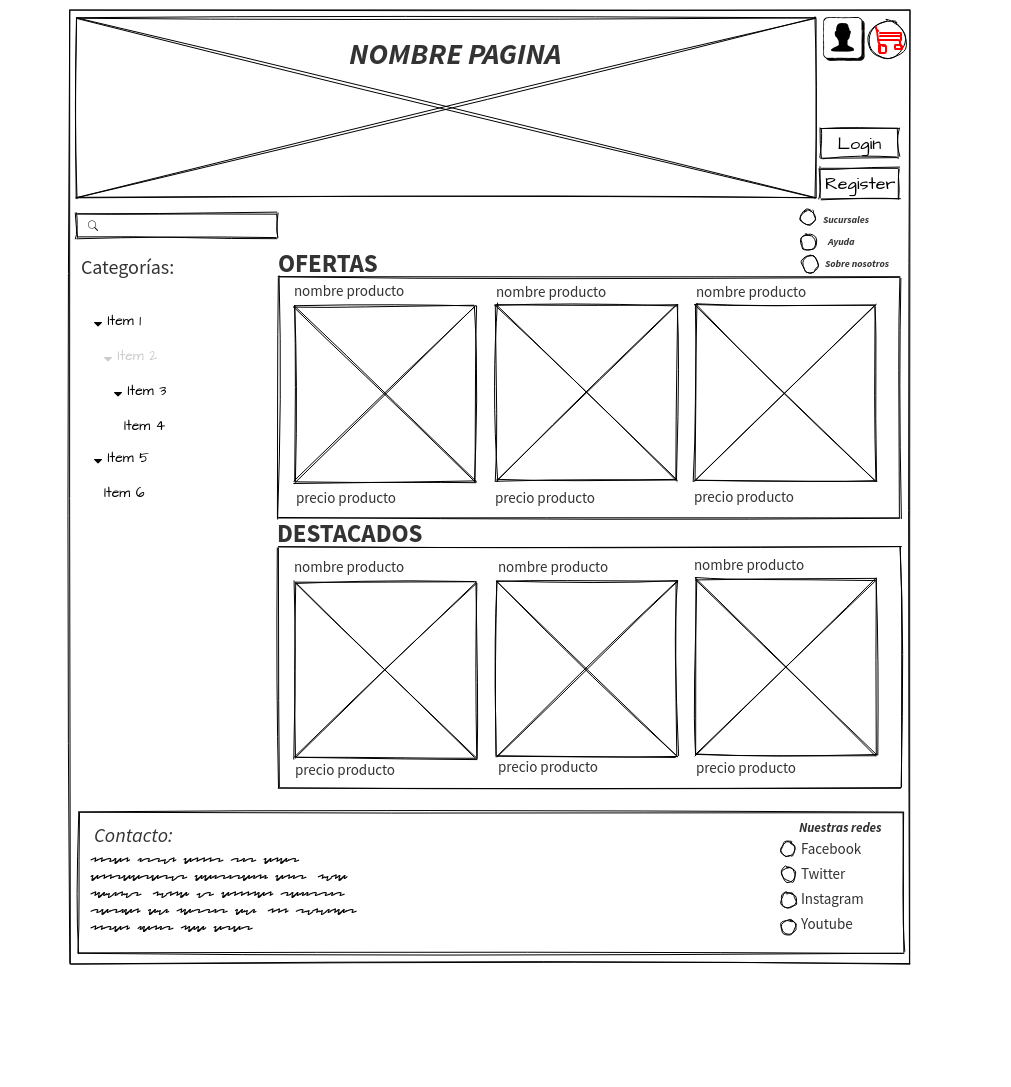 NOMBRE PAGINA
Login
Register
Sucursales
Ayuda
Sobre nosotros
Categorías:
Item 1
Item 2
Item 3
Item 4
Item 5
Item 6
OFERTAS
nombre producto nombre producto nombre producto
precio producto precio producto precio producto
DESTACADOS
nombre producto nombre producto nombre producto
precio producto precio producto precio producto
Contacto:
Nuestras redes
Facebook
Twitter
Instagram
Youtube